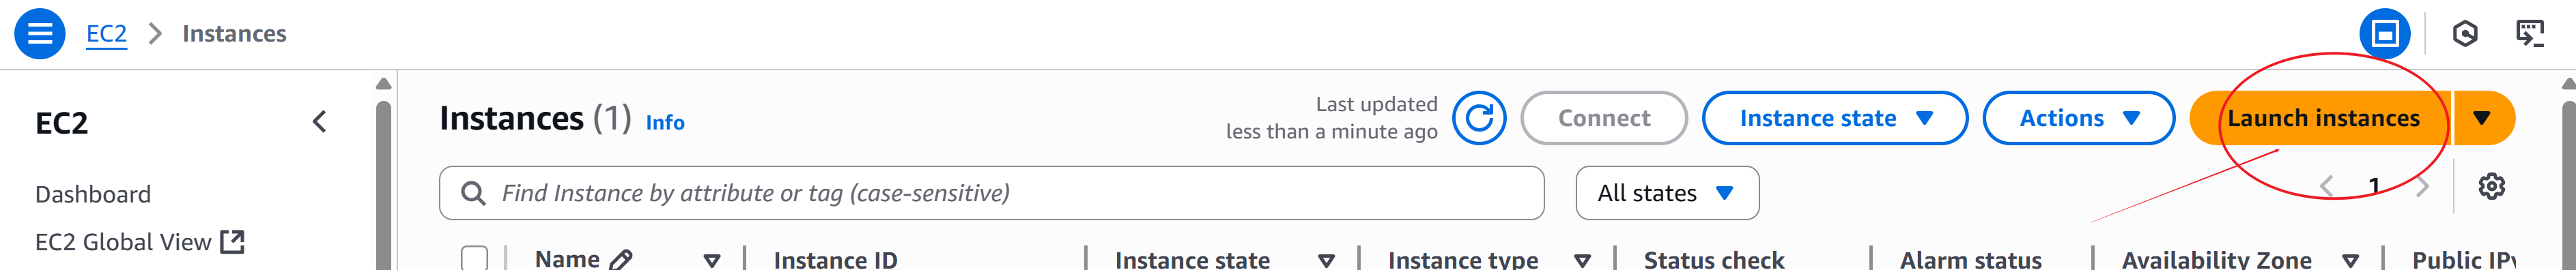 EC2 > Instances
EC2
Dashboard
EC2 Global View
Instances (1) Info
Last updated
less than a minute ago
Connect
Instance state
Actions
Launch instances
Find Instance by attribute or tag (case-sensitive)
All states
1
Name
Instance ID
Instance state
Instance type
Status check
Alarm status
Availability Zone
Public IPv